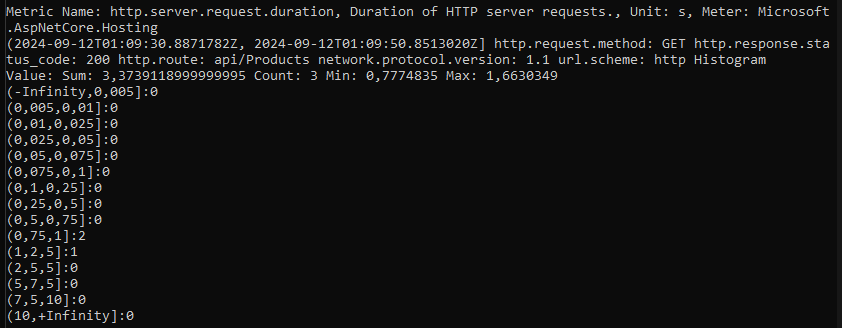 Metric Name: http.server.request.duration, Duration of HTTP server requests., Unit: s, Meter: Microsoft
.AspNetCore.Hosting
(2024-09-12T01:09:30.8871782Z, 2024-09-12T01:09:50.8513020Z] http.request.method: GET http.response.sta
tus_code: 200 http.route: api/Products network.protocol.version: 1.1 url.scheme: http Histogram
Value: Sum: 3,3739118999999995 Count: 3 Min: 0,7774835 Max: 1,6630349
(-Infinity,0,005]:0
(0,005,0,01]:0
(0,01,0,025]:0
(0,025,0,05]:0
(0,05,0,075]:0
(0,075,0,1]:0
(0,1,0,25]:0
(0,25,0,5]:0
(0,5,0,75]:0
(0,75,1]:2
(1,2,5]:1
(2,5,5]:0
(5,7,5]:0
(7,5,10]:0
(10,+Infinity]:0